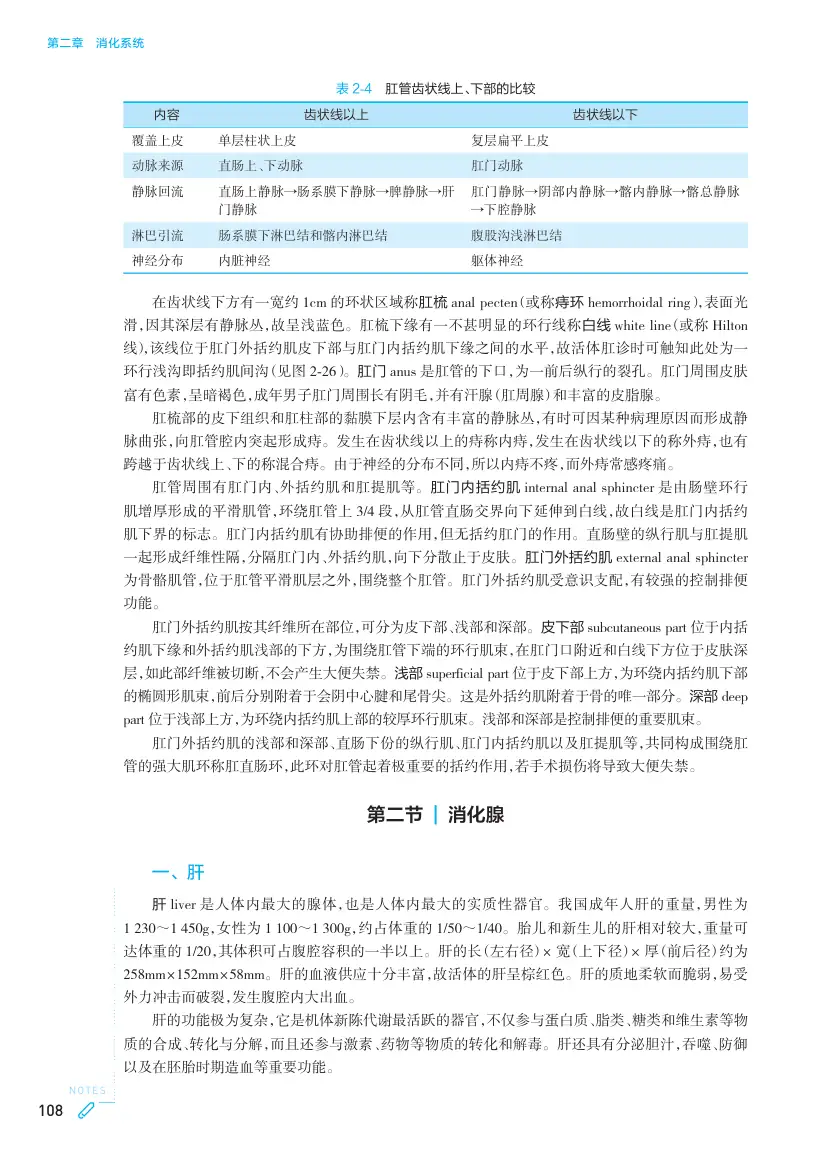 第二章 消化系统
表 2-4 肛管齿状线上、下部的比较
内容 齿状线以上 齿状线以下
覆盖上皮 单层柱状上皮 复层扁平上皮
动脉来源 直肠上、下动脉 肛门动脉
静脉回流 直肠上静脉→肠系膜下静脉→脾静脉→肝 肛门静脉→阴部内静脉→髂内静脉→髂总静脉
门静脉 →下腔静脉
淋巴引流 肠系膜下淋巴结和髂内淋巴结 腹股沟浅淋巴结
神经分布 内脏神经 躯体神经
在齿状线下方有一宽约 1cm 的环状区域称肛梳 anal pecten（或称痔环 hemorrhoidal ring），表面光
滑，因其深层有静脉丛，故呈浅蓝色。肛梳下缘有一不甚明显的环行线称白线 white line（或称 Hilton
线），该线位于肛门外括约肌皮下部与肛门内括约肌下缘之间的水平，故活体肛诊时可触知此处为一
环行浅沟即括约肌间沟（见图 2-26）。肛门 anus 是肛管的下口，为一前后纵行的裂孔。肛门周围皮肤
富有色素，呈暗褐色，成年男子肛门周围长有阴毛，并有汗腺（肛周腺）和丰富的皮脂腺。
肛梳部的皮下组织和肛柱部的黏膜下层内含有丰富的静脉丛，有时可因某种病理原因而形成静
脉曲张，向肛管腔内突起形成痔。发生在齿状线以上的痔称内痔，发生在齿状线以下的称外痔，也有
跨越于齿状线上、下的称混合痔。由于神经的分布不同，所以内痔不疼，而外痔常感疼痛。
肛管周围有肛门内、外括约肌和肛提肌等。肛门内括约肌 internal anal sphincter 是由肠壁环行
肌增厚形成的平滑肌管，环绕肛管上 3/4 段，从肛管直肠交界向下延伸到白线，故白线是肛门内括约
肌下界的标志。肛门内括约肌有协助排便的作用，但无括约肛门的作用。直肠壁的纵行肌与肛提肌
一起形成纤维性隔，分隔肛门内、外括约肌，向下分散止于皮肤。肛门外括约肌 external anal sphincter
为骨骼肌管，位于肛管平滑肌层之外，围绕整个肛管。肛门外括约肌受意识支配，有较强的控制排便
功能。
肛门外括约肌按其纤维所在部位，可分为皮下部、浅部和深部。皮下部 subcutaneous part 位于内括
约肌下缘和外括约肌浅部的下方，为围绕肛管下端的环行肌束，在肛门口附近和白线下方位于皮肤深
层，如此部纤维被切断，不会产生大便失禁。浅部 superficial part 位于皮下部上方，为环绕内括约肌下部
的椭圆形肌束，前后分别附着于会阴中心腱和尾骨尖。这是外括约肌附着于骨的唯一部分。深部 deep
part 位于浅部上方，为环绕内括约肌上部的较厚环行肌束。浅部和深部是控制排便的重要肌束。
肛门外括约肌的浅部和深部、直肠下份的纵行肌、肛门内括约肌以及肛提肌等，共同构成围绕肛
管的强大肌环称肛直肠环，此环对肛管起着极重要的括约作用，若手术损伤将导致大便失禁。
第二节 | 消化腺
一、肝
肝 liver 是人体内最大的腺体，也是人体内最大的实质性器官。我国成年人肝的重量，男性为
1 230～1 450g，女性为 1 100～1 300g，约占体重的 1/50～1/40。胎儿和新生儿的肝相对较大，重量可
达体重的 1/20，其体积可占腹腔容积的一半以上。肝的长（左右径）× 宽（上下径）× 厚（前后径）约为
258mm×152mm×58mm。肝的血液供应十分丰富，故活体的肝呈棕红色。肝的质地柔软而脆弱，易受
外力冲击而破裂，发生腹腔内大出血。
肝的功能极为复杂，它是机体新陈代谢最活跃的器官，不仅参与蛋白质、脂类、糖类和维生素等物
质的合成、转化与分解，而且还参与激素、药物等物质的转化和解毒。肝还具有分泌胆汁，吞噬、防御
以及在胚胎时期造血等重要功能。
NOTES
108